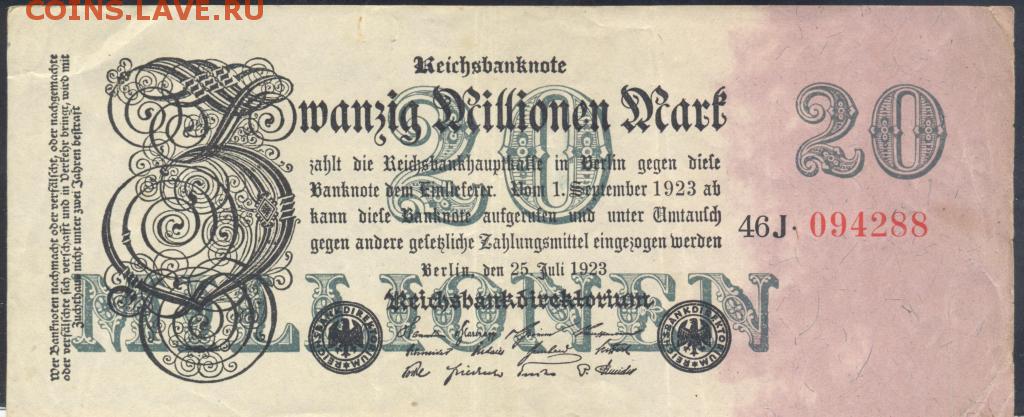 COINS.LAVE.RU
Reichsbanknote
Zwanzig Millionen Mark
20
20
zahlt die Reichsbankhauptkasse in Berlin gegen diese
Banknote dem Einlieferer. Vom 1. September 1923 ab
kann diese Banknote aufgerufen und unter Umtausch
gegen andere gesetzliche Zahlungsmittel eingezogen werden
46J· 094288
Berlin, den 25. Juli 1923
MILLIONEN
Reichsbankdirektorium
REICHSBANKDIREKTORIUM
REICHSBANKDIREKTORIUM
Wer Banknoten nachmacht oder verfälscht, oder nachgemachte
oder verfälschte sich verschafft und in Verkehr bringt, wird mit
Zuchthaus nicht unter zwei Jahren bestraft